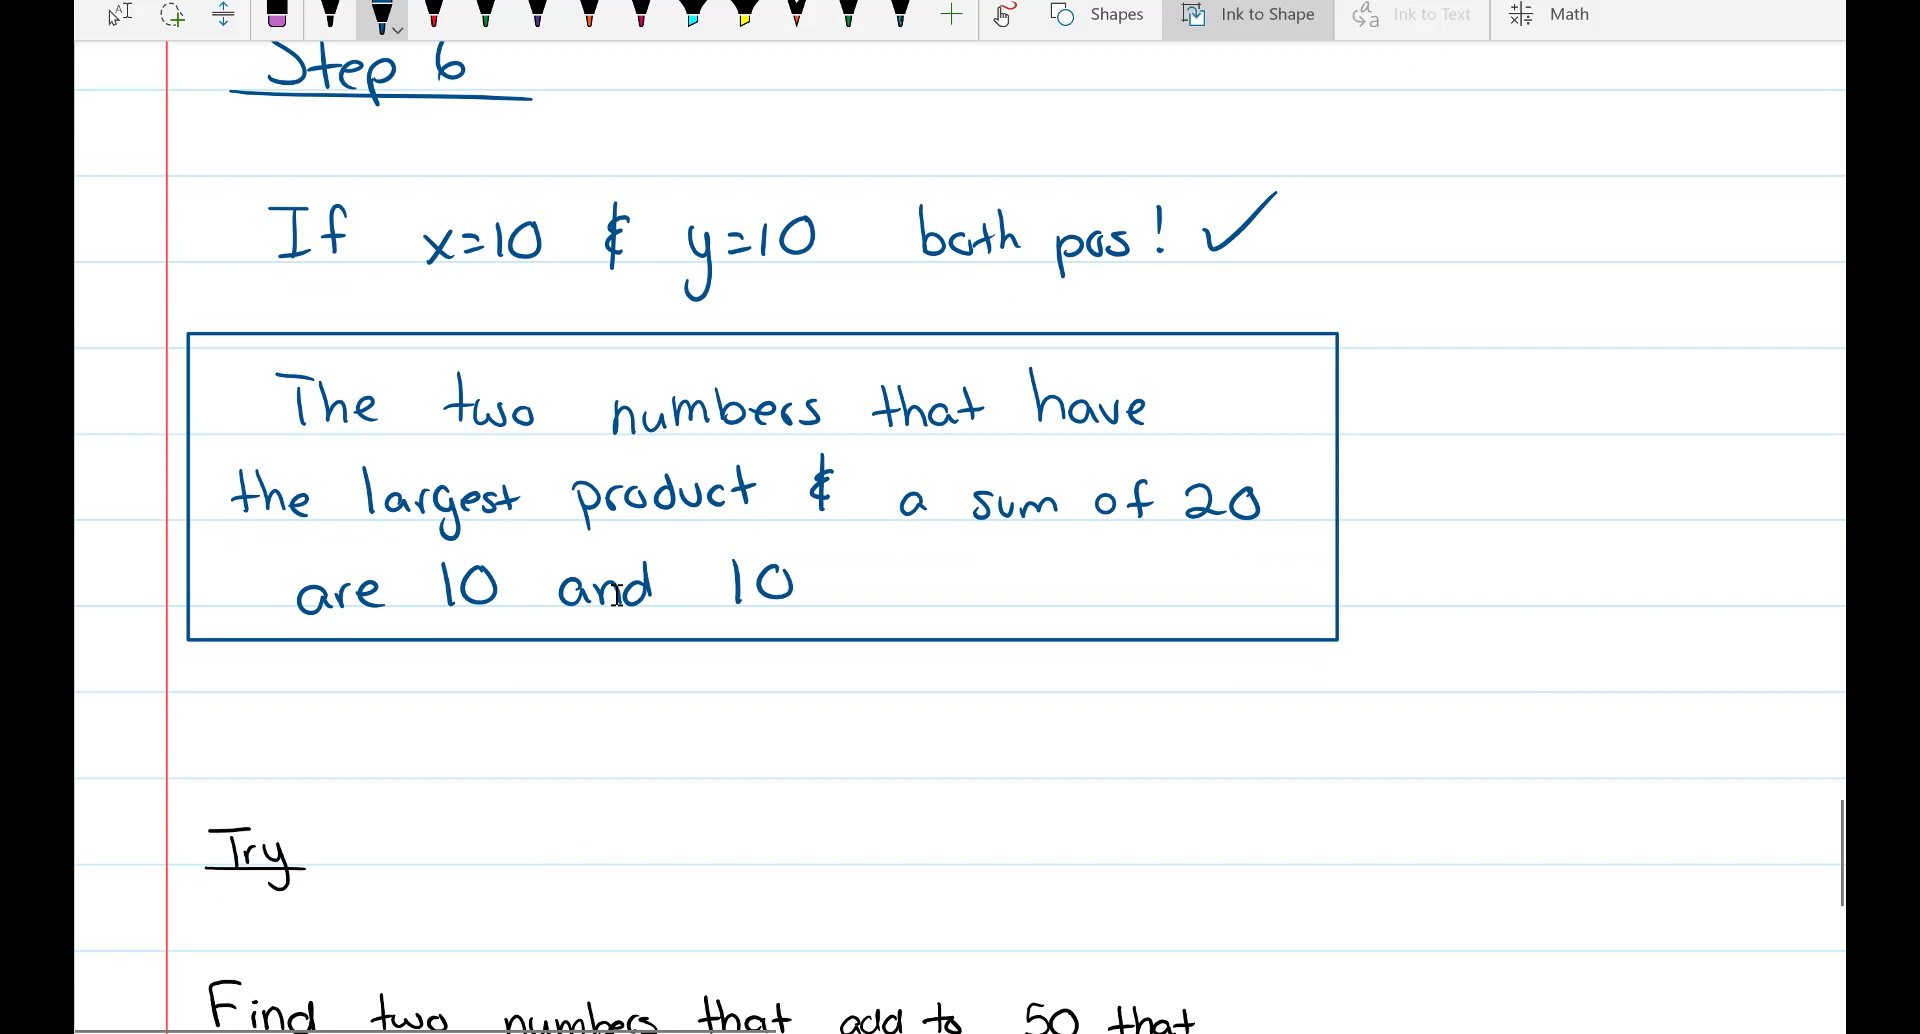 Shapes Ink to Shape Ink to Text Math
Step 6
If x=10 & y=10 both pos! ✓
The two numbers that have
the largest product & a sum of 20
are 10 and 10
Try
Find two numbers that add to 50 that